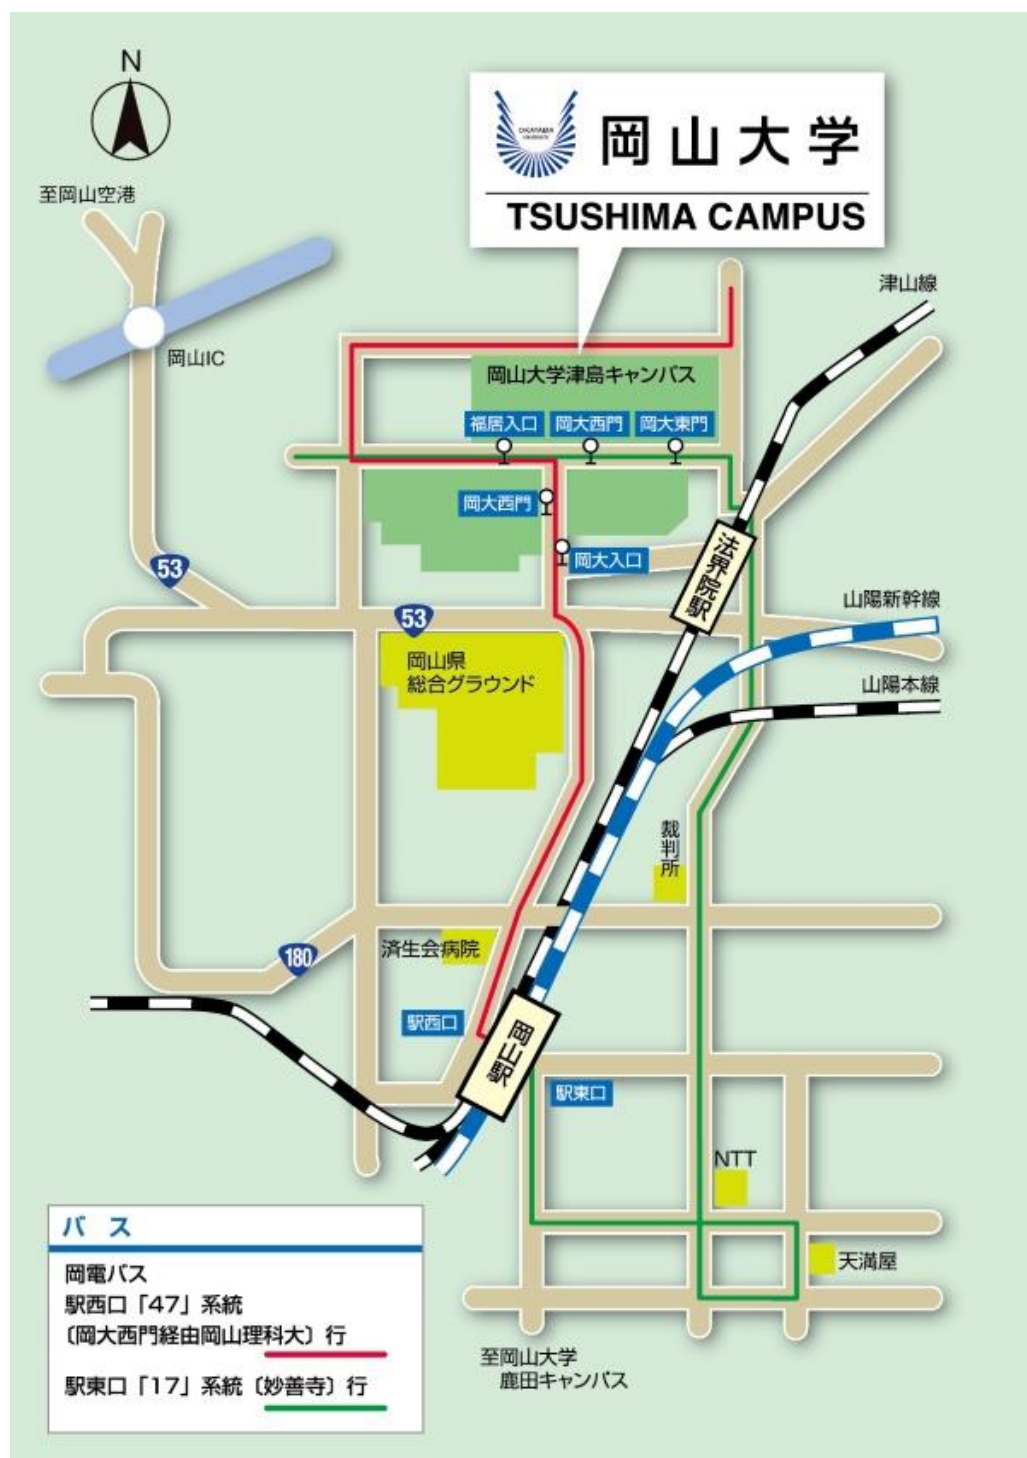 N
OKAYAMA
UNIVERSITY
岡山大学
TSUSHIMA CAMPUS
至岡山空港
岡山IC
津山線
岡山大学津島キャンパス
福居入口
岡大西門
岡大東門
岡大西門
岡大入口
法界院駅
53
53
山陽新幹線
岡山県
総合グラウンド
山陽本線
裁判所
済生会病院
180
駅西口
岡山駅
駅東口
NTT
天満屋
バス
岡電バス
駅西口「47」系統
〔岡大西門経由岡山理科大〕行
駅東口「17」系統〔妙善寺〕行
至岡山大学
鹿田キャンパス